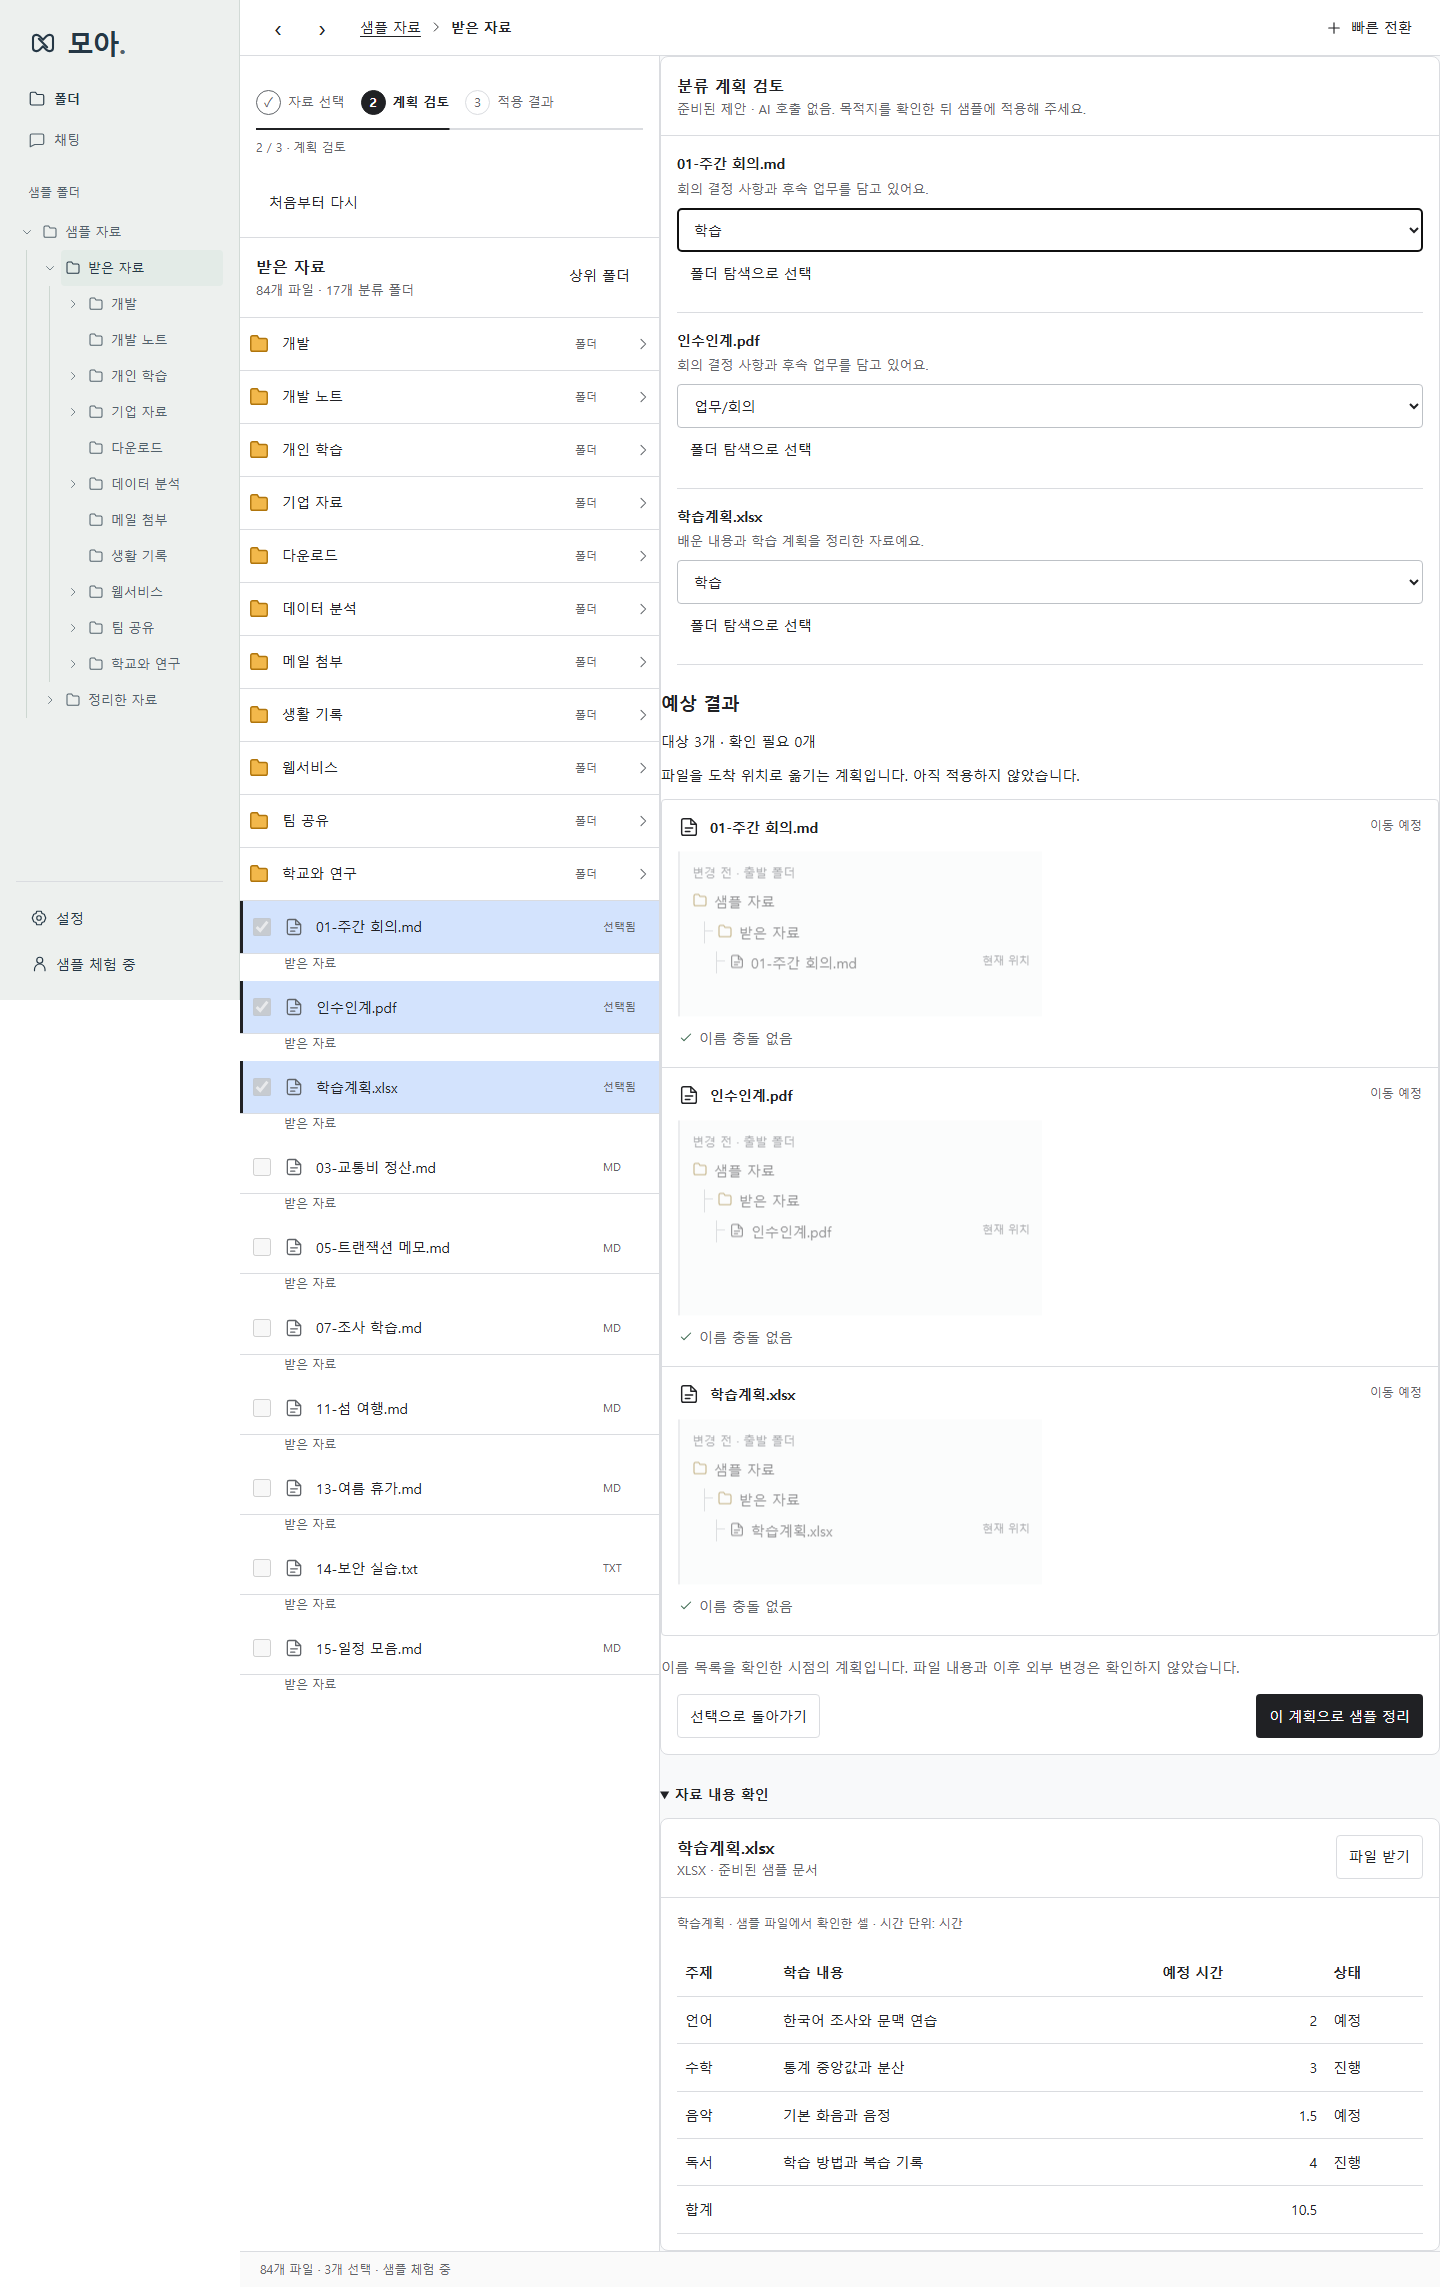 모아.
폴더
채팅
샘플 폴더
샘플 자료
받은 자료
개발
개발 노트
개인 학습
기업 자료
다운로드
데이터 분석
메일 첨부
생활 기록
웹서비스
팀 공유
학교와 연구
정리한 자료
설정
샘플 체험 중
샘플 자료 > 받은 자료
빠른 전환
자료 선택 2 계획 검토 3 적용 결과
2 / 3 · 계획 검토
처음부터 다시
받은 자료
84개 파일 · 17개 분류 폴더
상위 폴더
개발 폴더
개발 노트 폴더
개인 학습 폴더
기업 자료 폴더
다운로드 폴더
데이터 분석 폴더
메일 첨부 폴더
생활 기록 폴더
웹서비스 폴더
팀 공유 폴더
학교와 연구 폴더
01-주간 회의.md 선택됨
받은 자료
인수인계.pdf 선택됨
받은 자료
학습계획.xlsx 선택됨
받은 자료
03-교통비 정산.md MD
받은 자료
05-트랜잭션 메모.md MD
받은 자료
07-조사 학습.md MD
받은 자료
11-섬 여행.md MD
받은 자료
13-여름 휴가.md MD
받은 자료
14-보안 실습.txt TXT
받은 자료
15-일정 모음.md MD
받은 자료
분류 계획 검토
준비된 제안 · AI 호출 없음. 목적지를 확인한 뒤 샘플에 적용해 주세요.
01-주간 회의.md
회의 결정 사항과 후속 업무를 담고 있어요.
학습
폴더 탐색으로 선택
인수인계.pdf
회의 결정 사항과 후속 업무를 담고 있어요.
업무/회의
폴더 탐색으로 선택
학습계획.xlsx
배운 내용과 학습 계획을 정리한 자료예요.
학습
폴더 탐색으로 선택
예상 결과
대상 3개 · 확인 필요 0개
파일을 도착 위치로 옮기는 계획입니다. 아직 적용하지 않았습니다.
01-주간 회의.md 이동 예정
변경 전 · 출발 폴더
샘플 자료
받은 자료
01-주간 회의.md 현재 위치
이름 충돌 없음
인수인계.pdf 이동 예정
변경 전 · 출발 폴더
샘플 자료
받은 자료
인수인계.pdf 현재 위치
이름 충돌 없음
학습계획.xlsx 이동 예정
변경 전 · 출발 폴더
샘플 자료
받은 자료
학습계획.xlsx 현재 위치
이름 충돌 없음
이름 목록을 확인한 시점의 계획입니다. 파일 내용과 이후 외부 변경은 확인하지 않았습니다.
선택으로 돌아가기
이 계획으로 샘플 정리
자료 내용 확인
학습계획.xlsx
XLSX · 준비된 샘플 문서
파일 받기
학습계획 · 샘플 파일에서 확인한 셀 · 시간 단위: 시간
주제 학습 내용 예정 시간 상태
언어 한국어 조사와 문맥 연습 2 예정
수학 통계 중앙값과 분산 3 진행
음악 기본 화음과 음정 1.5 예정
독서 학습 방법과 복습 기록 4 진행
합계 10.5
84개 파일 · 3개 선택 · 샘플 체험 중